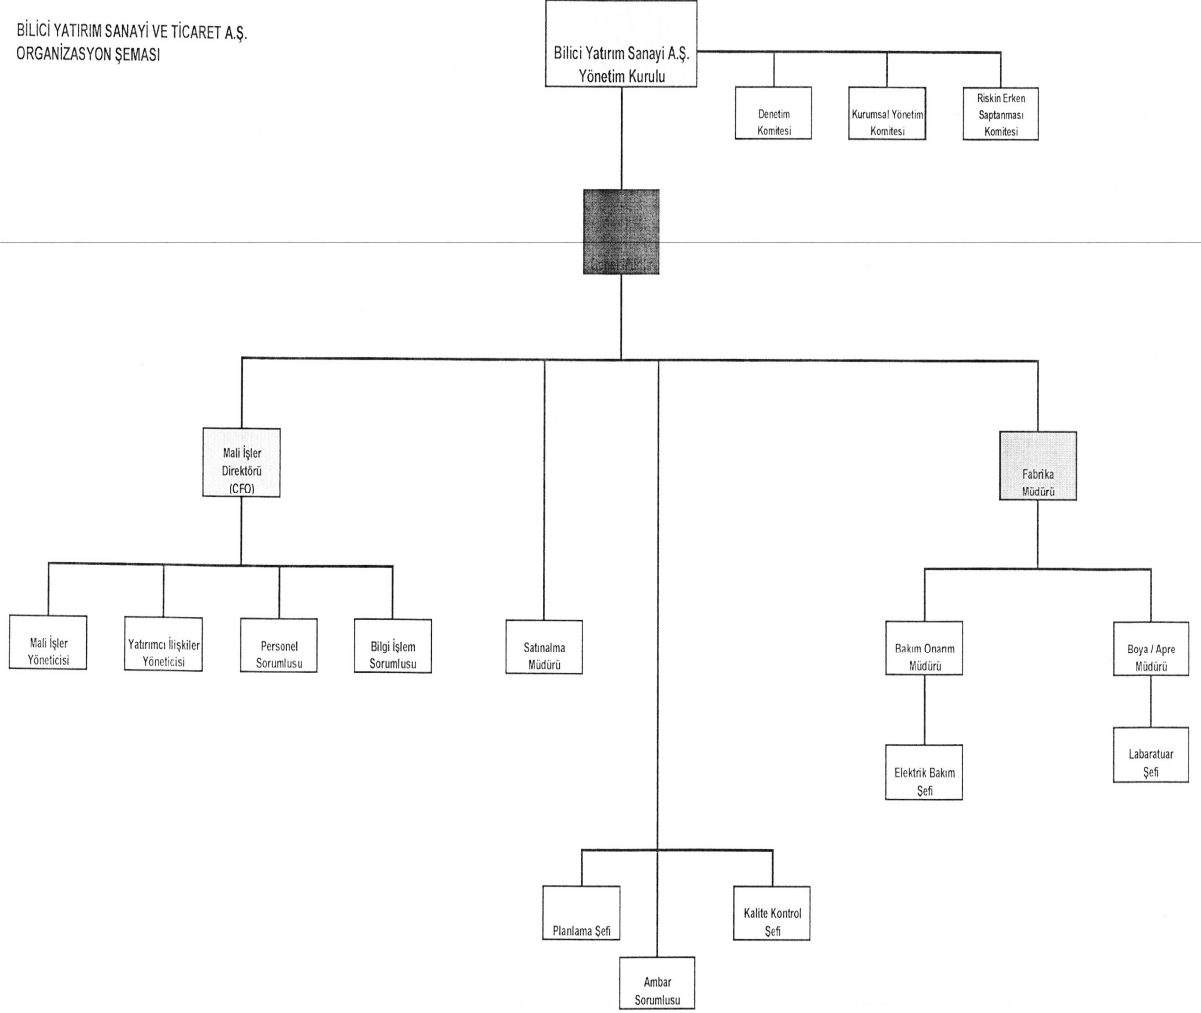 BİLİCİ YATIRIM SANAYİ VE TİCARET A.Ş.
ORGANİZASYON ŞEMASI
Bilici Yatırım Sanayi A.Ş.
Yönetim Kurulu
Denetim
Komitesi
Kurumsal Yönetim
Komitesi
Riskin Erken
Saptanması
Komitesi
Mali İşler
Direktörü
(CFO)
Fabrika
Müdürü
Mali İşler
Yöneticisi
Yatırımcı İlişkiler
Yöneticisi
Personel
Sorumlusu
Bilgi İşlem
Sorumlusu
Satınalma
Müdürü
Bakım Onarım
Müdürü
Boya / Apre
Müdürü
Elektrik Bakım
Şefi
Labaratuar
Şefi
Planlama Şefi
Kalite Kontrol
Şefi
Ambar
Sorumlusu